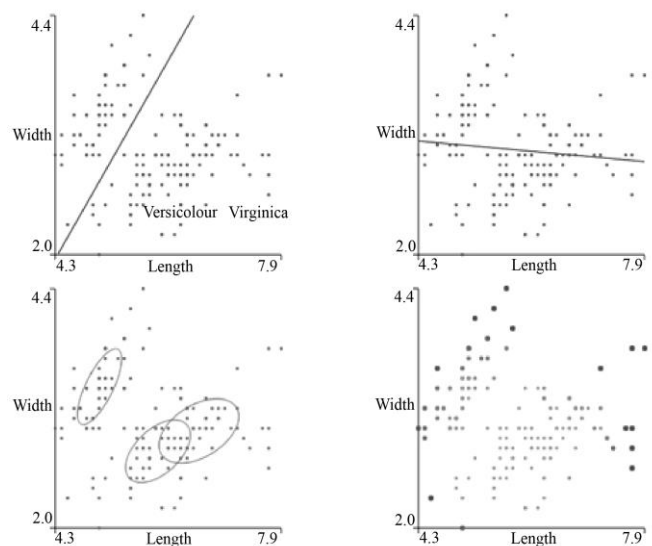 4.4
Width
Versicolour Virginica
2.0
4.3 Length 7.9
4.4
Width
2.0
4.3 Length 7.9
4.4
Width
2.0
4.3 Length 7.9
4.4
Width
2.0
4.3 Length 7.9